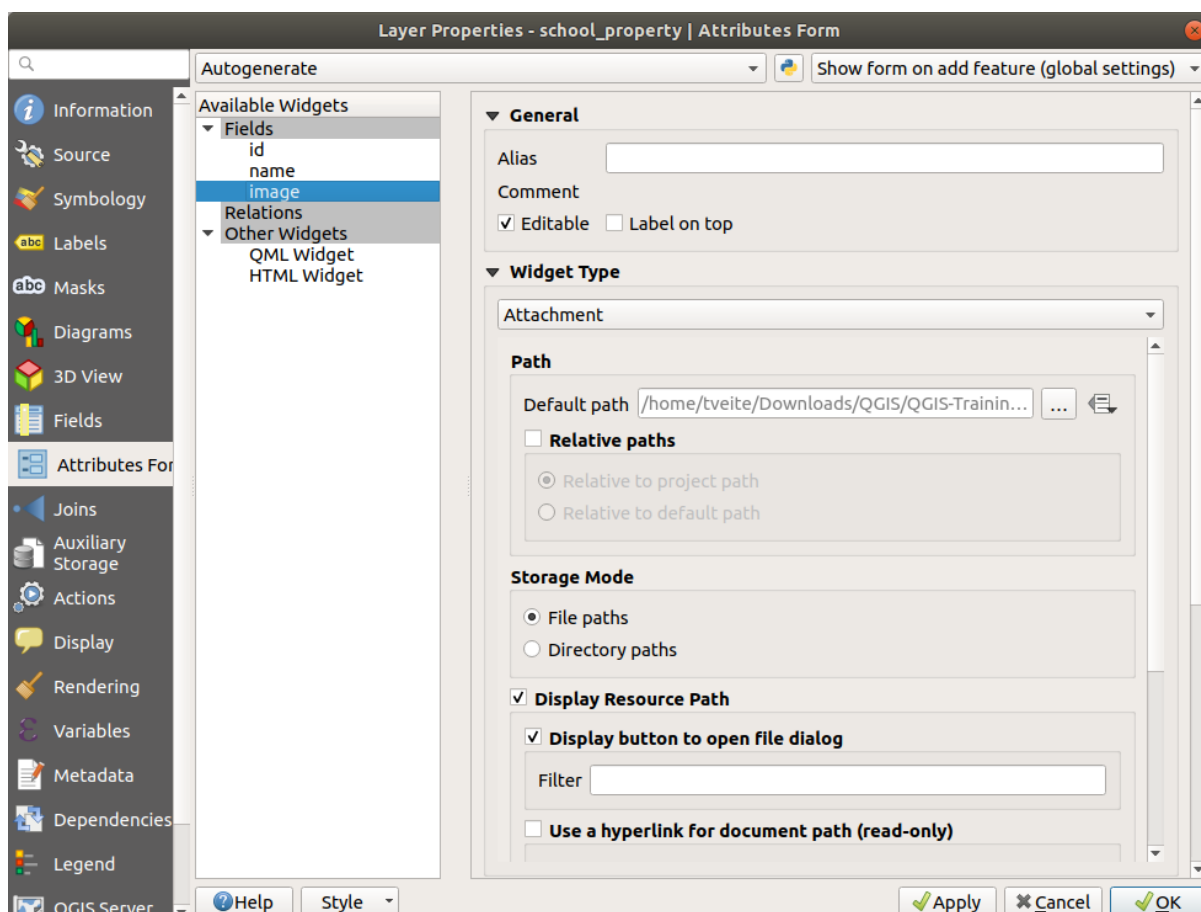 Layer Properties - school_property | Attributes Form
Autogenerate
Show form on add feature (global settings)
Information
Source
Symbology
abc Labels
abc Masks
Diagrams
3D View
Fields
Attributes For
Joins
Auxiliary
Storage
Actions
Display
Rendering
Variables
Metadata
Dependencies
Legend
QGIS Server
Available Widgets
Fields
id
name
image
Relations
Other Widgets
QML Widget
HTML Widget
General
Alias
Comment
Editable Label on top
Widget Type
Attachment
Path
Default path /home/tveite/Downloads/QGIS/QGIS-Trainin... ...
Relative paths
Relative to project path
Relative to default path
Storage Mode
File paths
Directory paths
Display Resource Path
Display button to open file dialog
Filter
Use a hyperlink for document path (read-only)
Help Style Apply Cancel OK